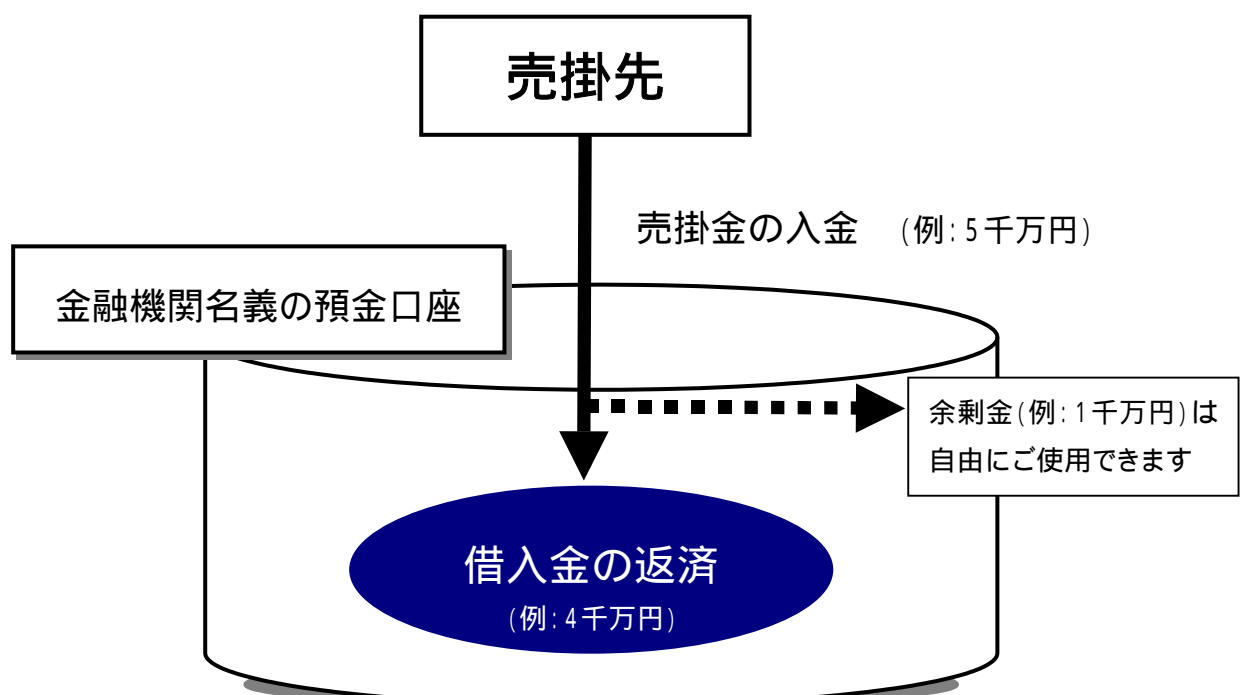 売掛先
売掛金の入金 (例:5千万円)
金融機関名義の預金口座
余剰金(例:1千万円)は
自由にご使用できます
借入金の返済
(例:4千万円)